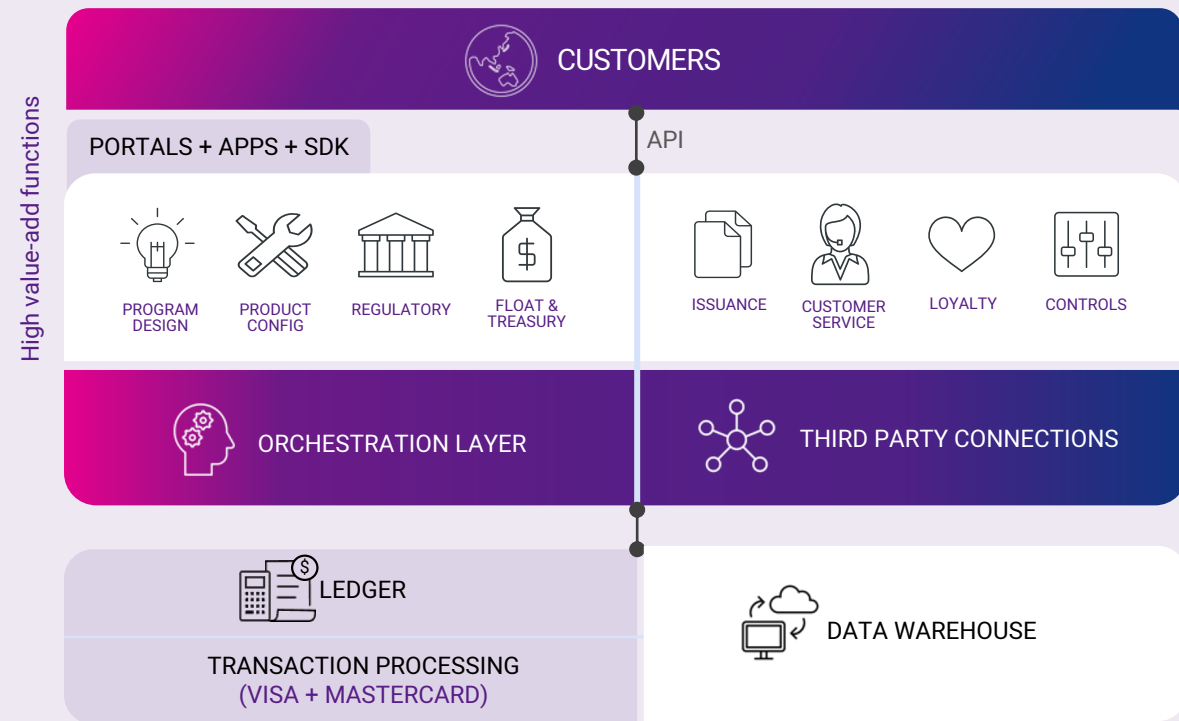 CUSTOMERS
High value-add functions
API
PORTALS + APPS + SDK
PROGRAM
DESIGN
PRODUCT
CONFIG
REGULATORY
FLOAT &
TREASURY
ISSUANCE
CUSTOMER
SERVICE
LOYALTY
CONTROLS
ORCHESTRATION LAYER
THIRD PARTY CONNECTIONS
$
LEDGER
TRANSACTION PROCESSING
(VISA + MASTERCARD)
DATA WAREHOUSE